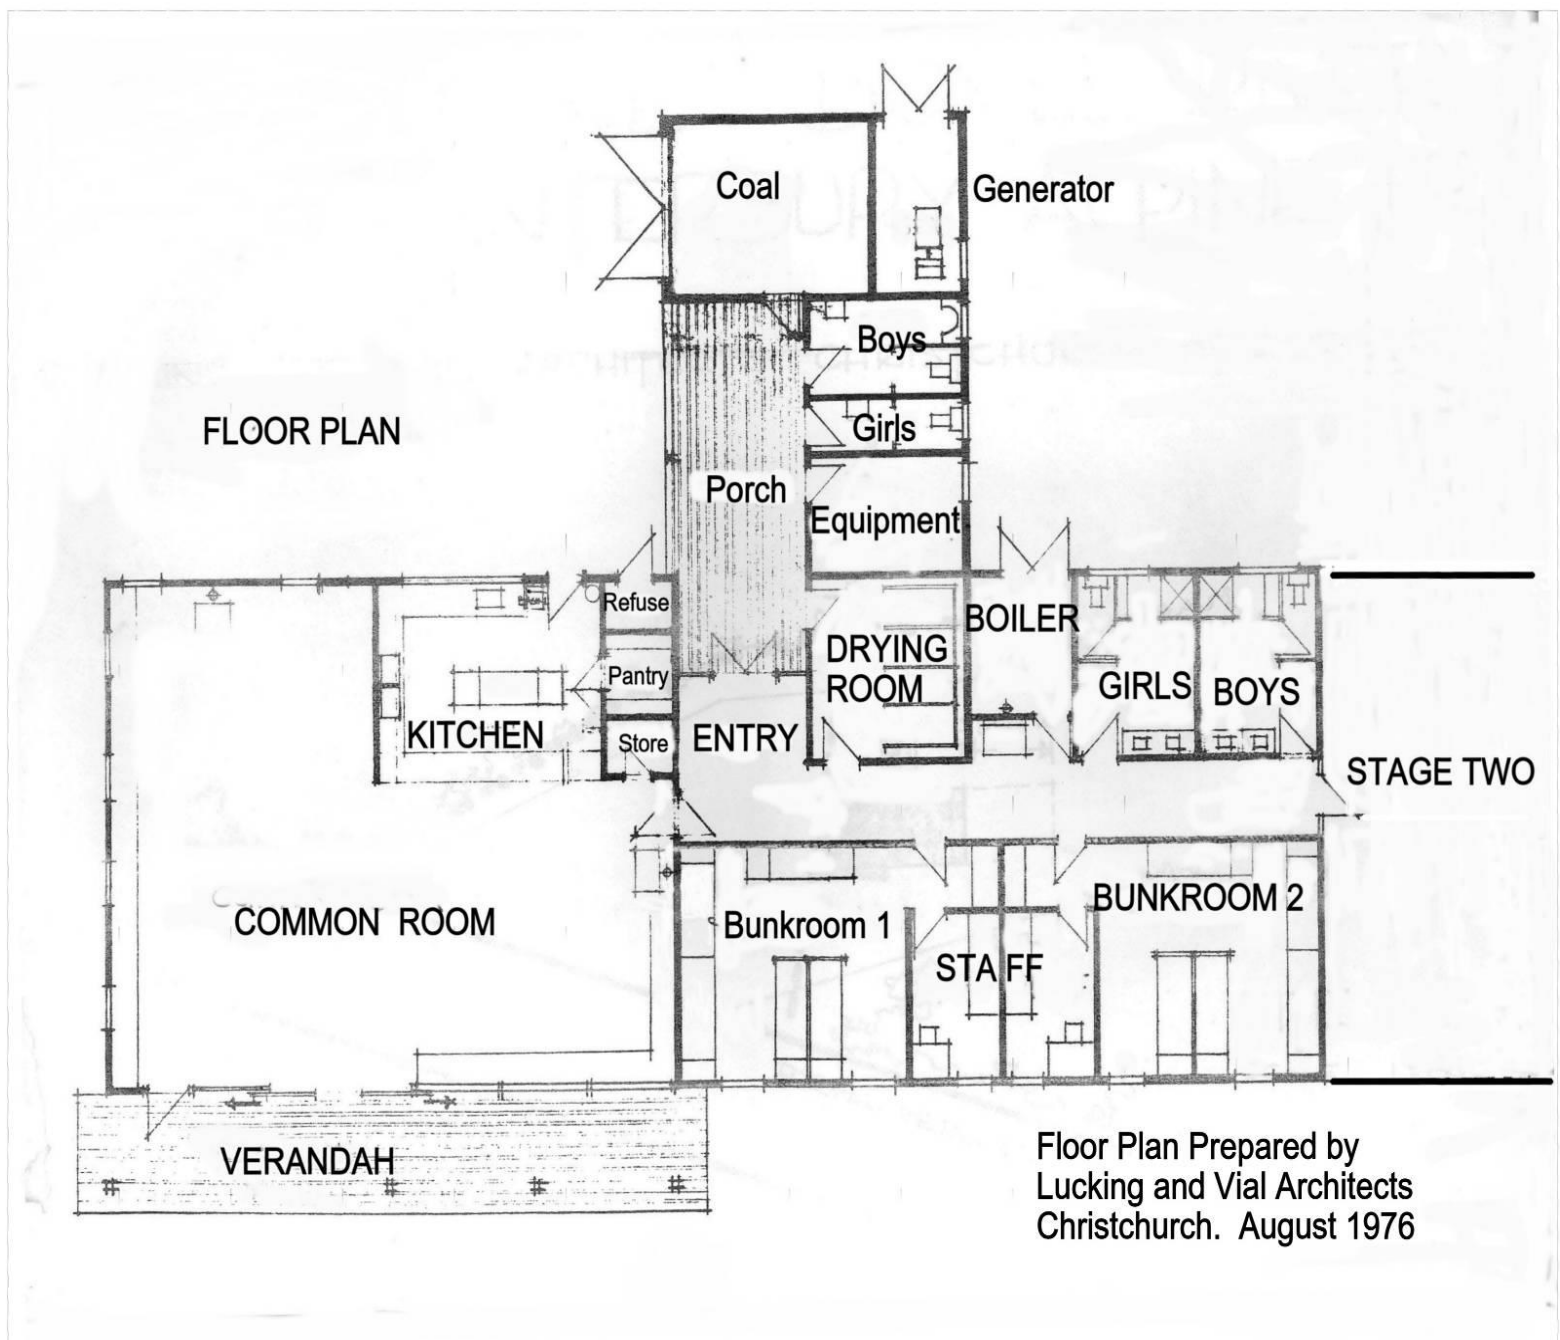 Coal
Generator
Boys
Girls
FLOOR PLAN
Porch
Equipment
Refuse
BOILER
DRYING
ROOM
Pantry
GIRLS
BOYS
KITCHEN
Store
ENTRY
STAGE TWO
BUNKROOM 2
COMMON ROOM
Bunkroom 1
STAFF
VERANDAH
Floor Plan Prepared by
Lucking and Vial Architects
Christchurch. August 1976